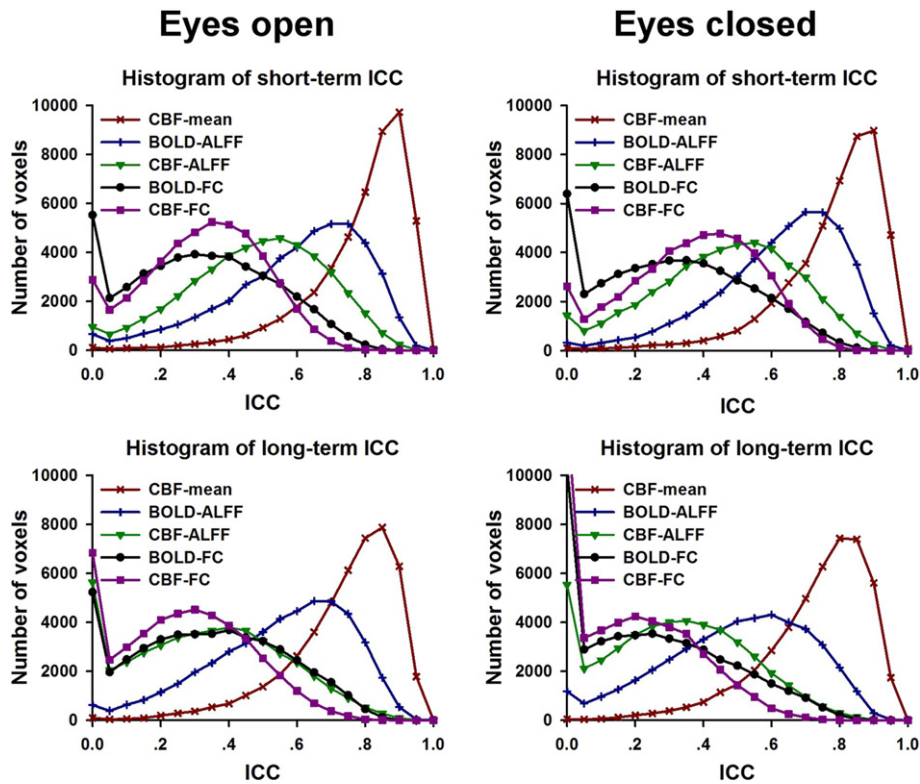 Eyes open
Eyes closed
Histogram of short-term ICC
Number of voxels
10000
8000
6000
4000
2000
0
CBF-mean
BOLD-ALFF
CBF-ALFF
BOLD-FC
CBF-FC
0.0 .2 .4 .6 .8 1.0
ICC
Histogram of short-term ICC
Number of voxels
10000
8000
6000
4000
2000
0
CBF-mean
BOLD-ALFF
CBF-ALFF
BOLD-FC
CBF-FC
0.0 .2 .4 .6 .8 1.0
ICC
Histogram of long-term ICC
Number of voxels
10000
8000
6000
4000
2000
0
CBF-mean
BOLD-ALFF
CBF-ALFF
BOLD-FC
CBF-FC
0.0 .2 .4 .6 .8 1.0
ICC
Histogram of long-term ICC
Number of voxels
10000
8000
6000
4000
2000
0
CBF-mean
BOLD-ALFF
CBF-ALFF
BOLD-FC
CBF-FC
0.0 .2 .4 .6 .8 1.0
ICC